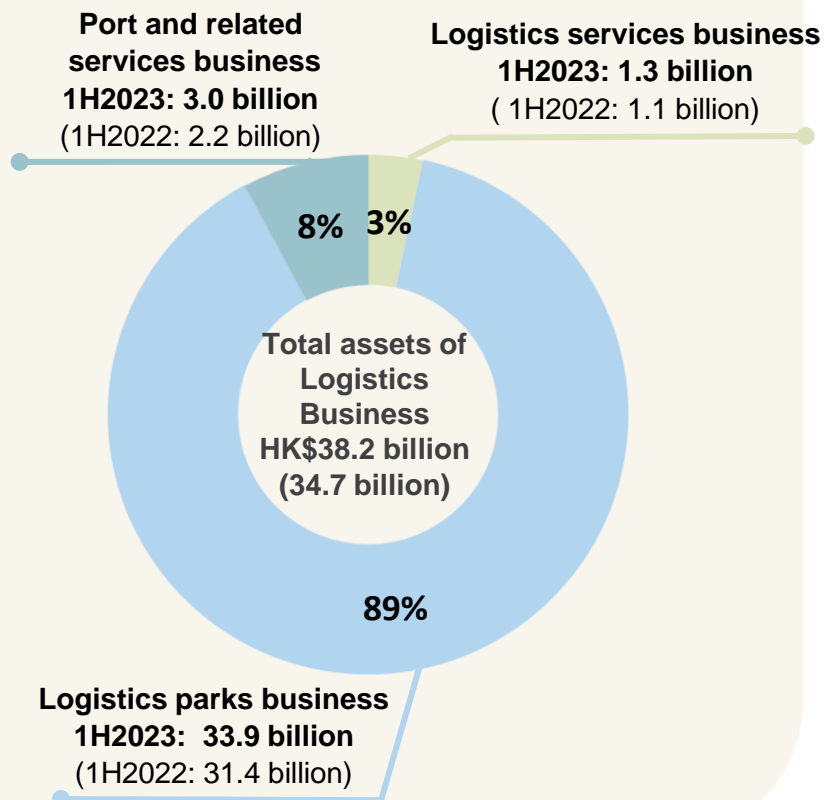 Port and related
services business
1H2023: 3.0 billion
(1H2022: 2.2 billion)
Logistics services business
1H2023: 1.3 billion
( 1H2022: 1.1 billion)
8%
3%
Total assets of
Logistics
Business
HK$38.2 billion
(34.7 billion)
89%
Logistics parks business
1H2023: 33.9 billion
(1H2022: 31.4 billion)